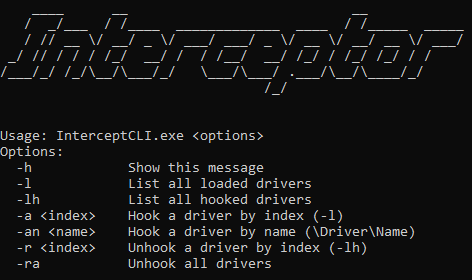 Interceptor
Usage: InterceptCLI.exe <options>
Options:
-h Show this message
-l List all loaded drivers
-lh List all hooked drivers
-a <index> Hook a driver by index (-l)
-an <name> Hook a driver by name (\Driver\Name)
-r <index> Unhook a driver by index (-lh)
-ra Unhook all drivers